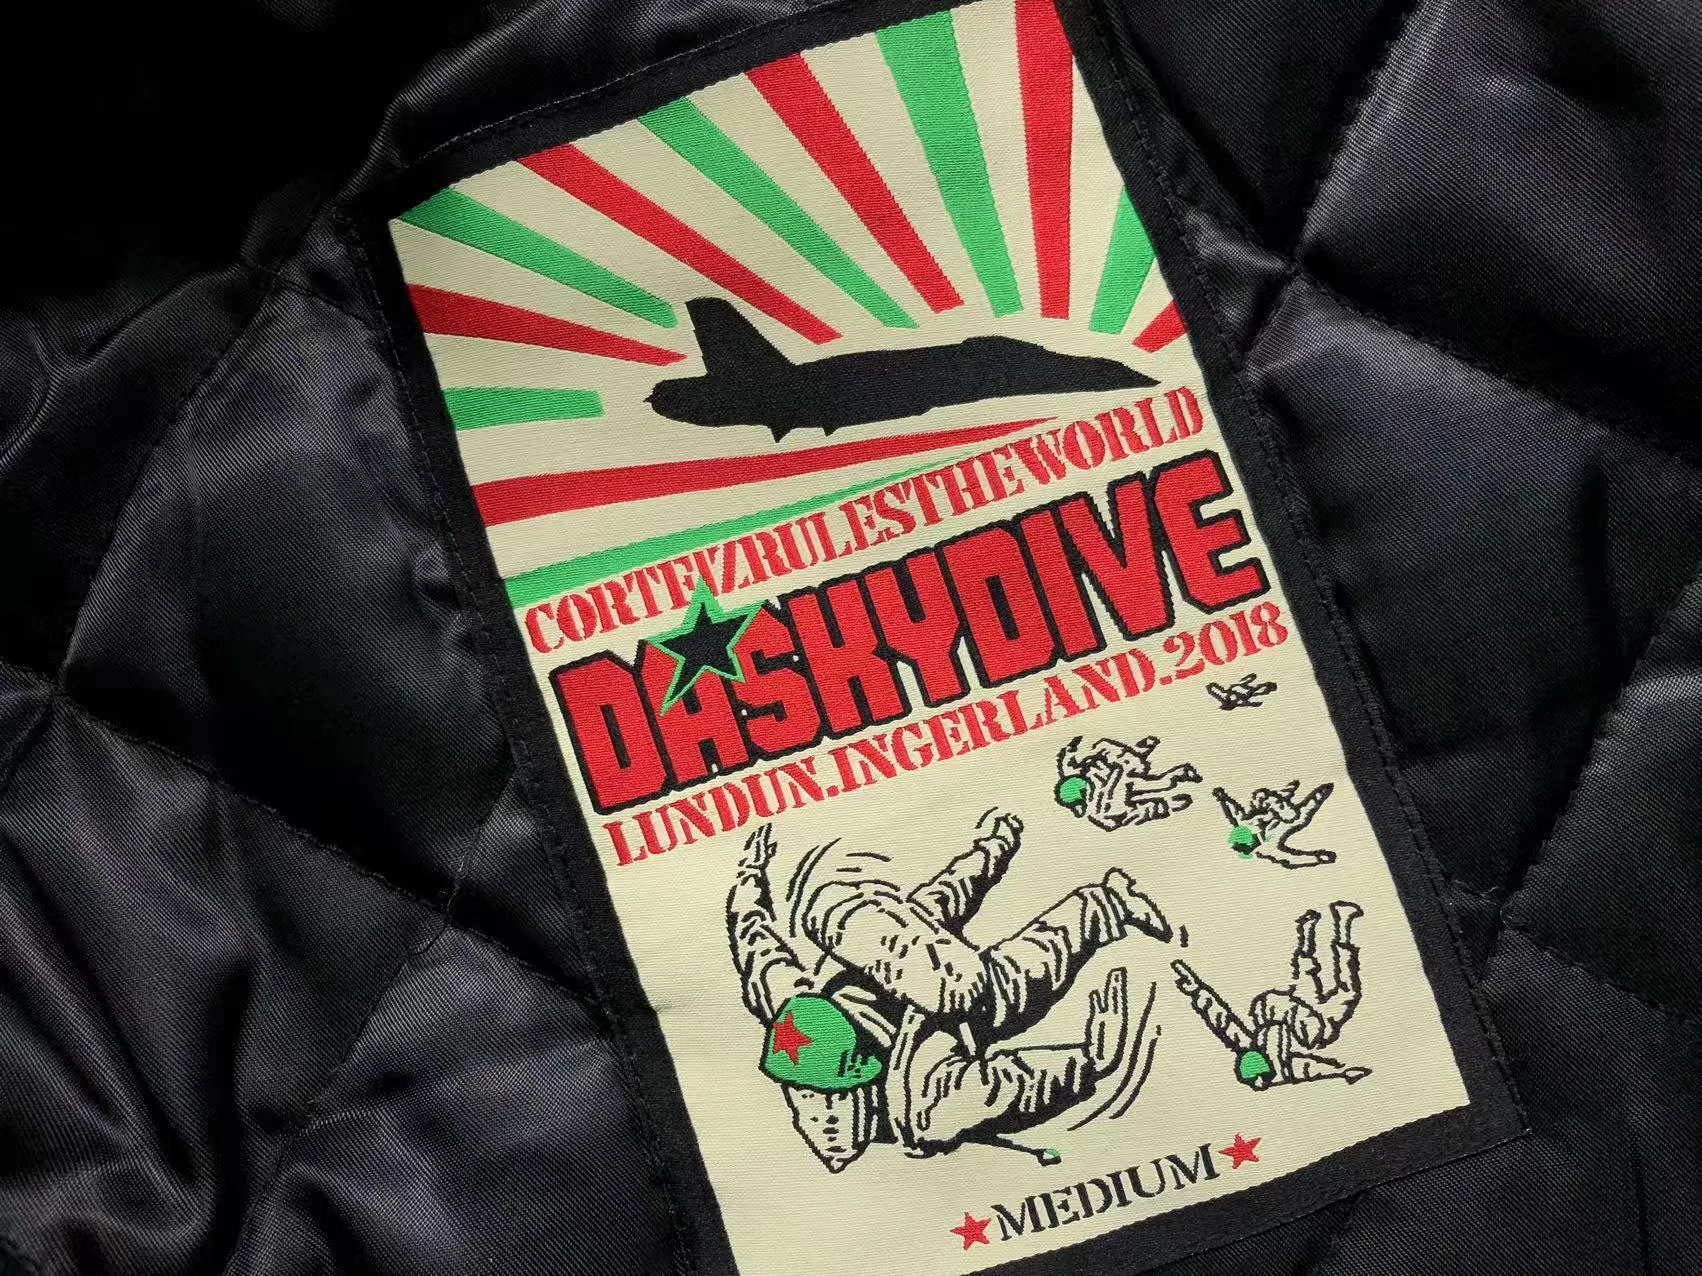 CORTEIZRULESTHEWORLD
DASKYDIVE
LUNDUN.INGERLAND.2018
★MEDIUM★